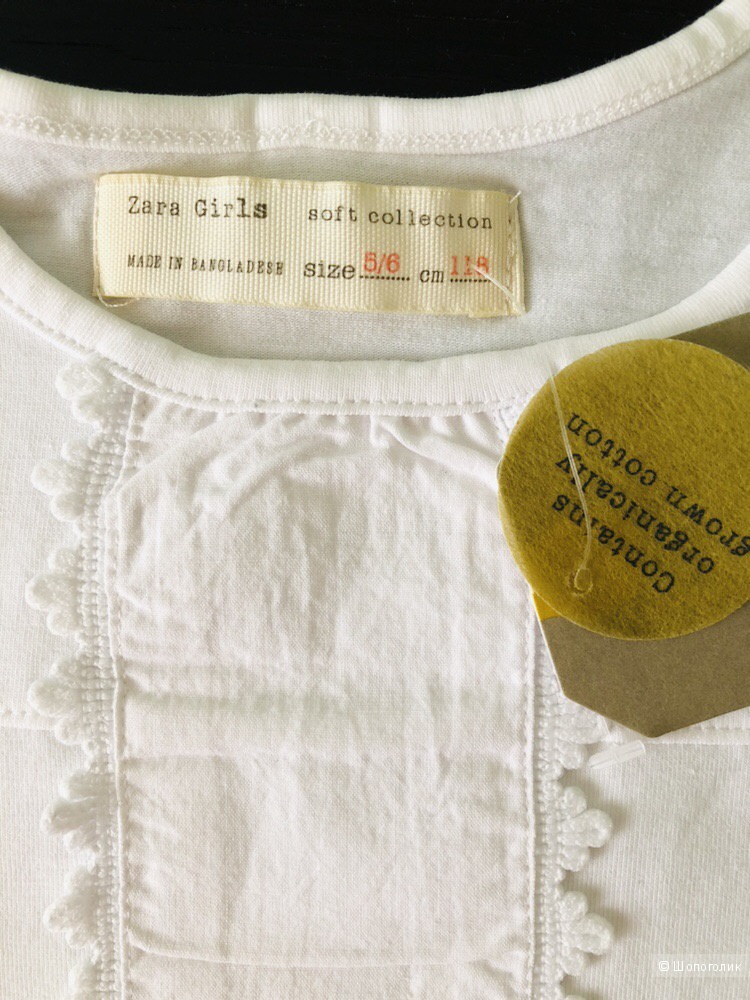 Zara Girls soft collection
MADE IN BANGLADESH size 5/6 cm 118
Contains
organically
grown cotton
© Шопоголик